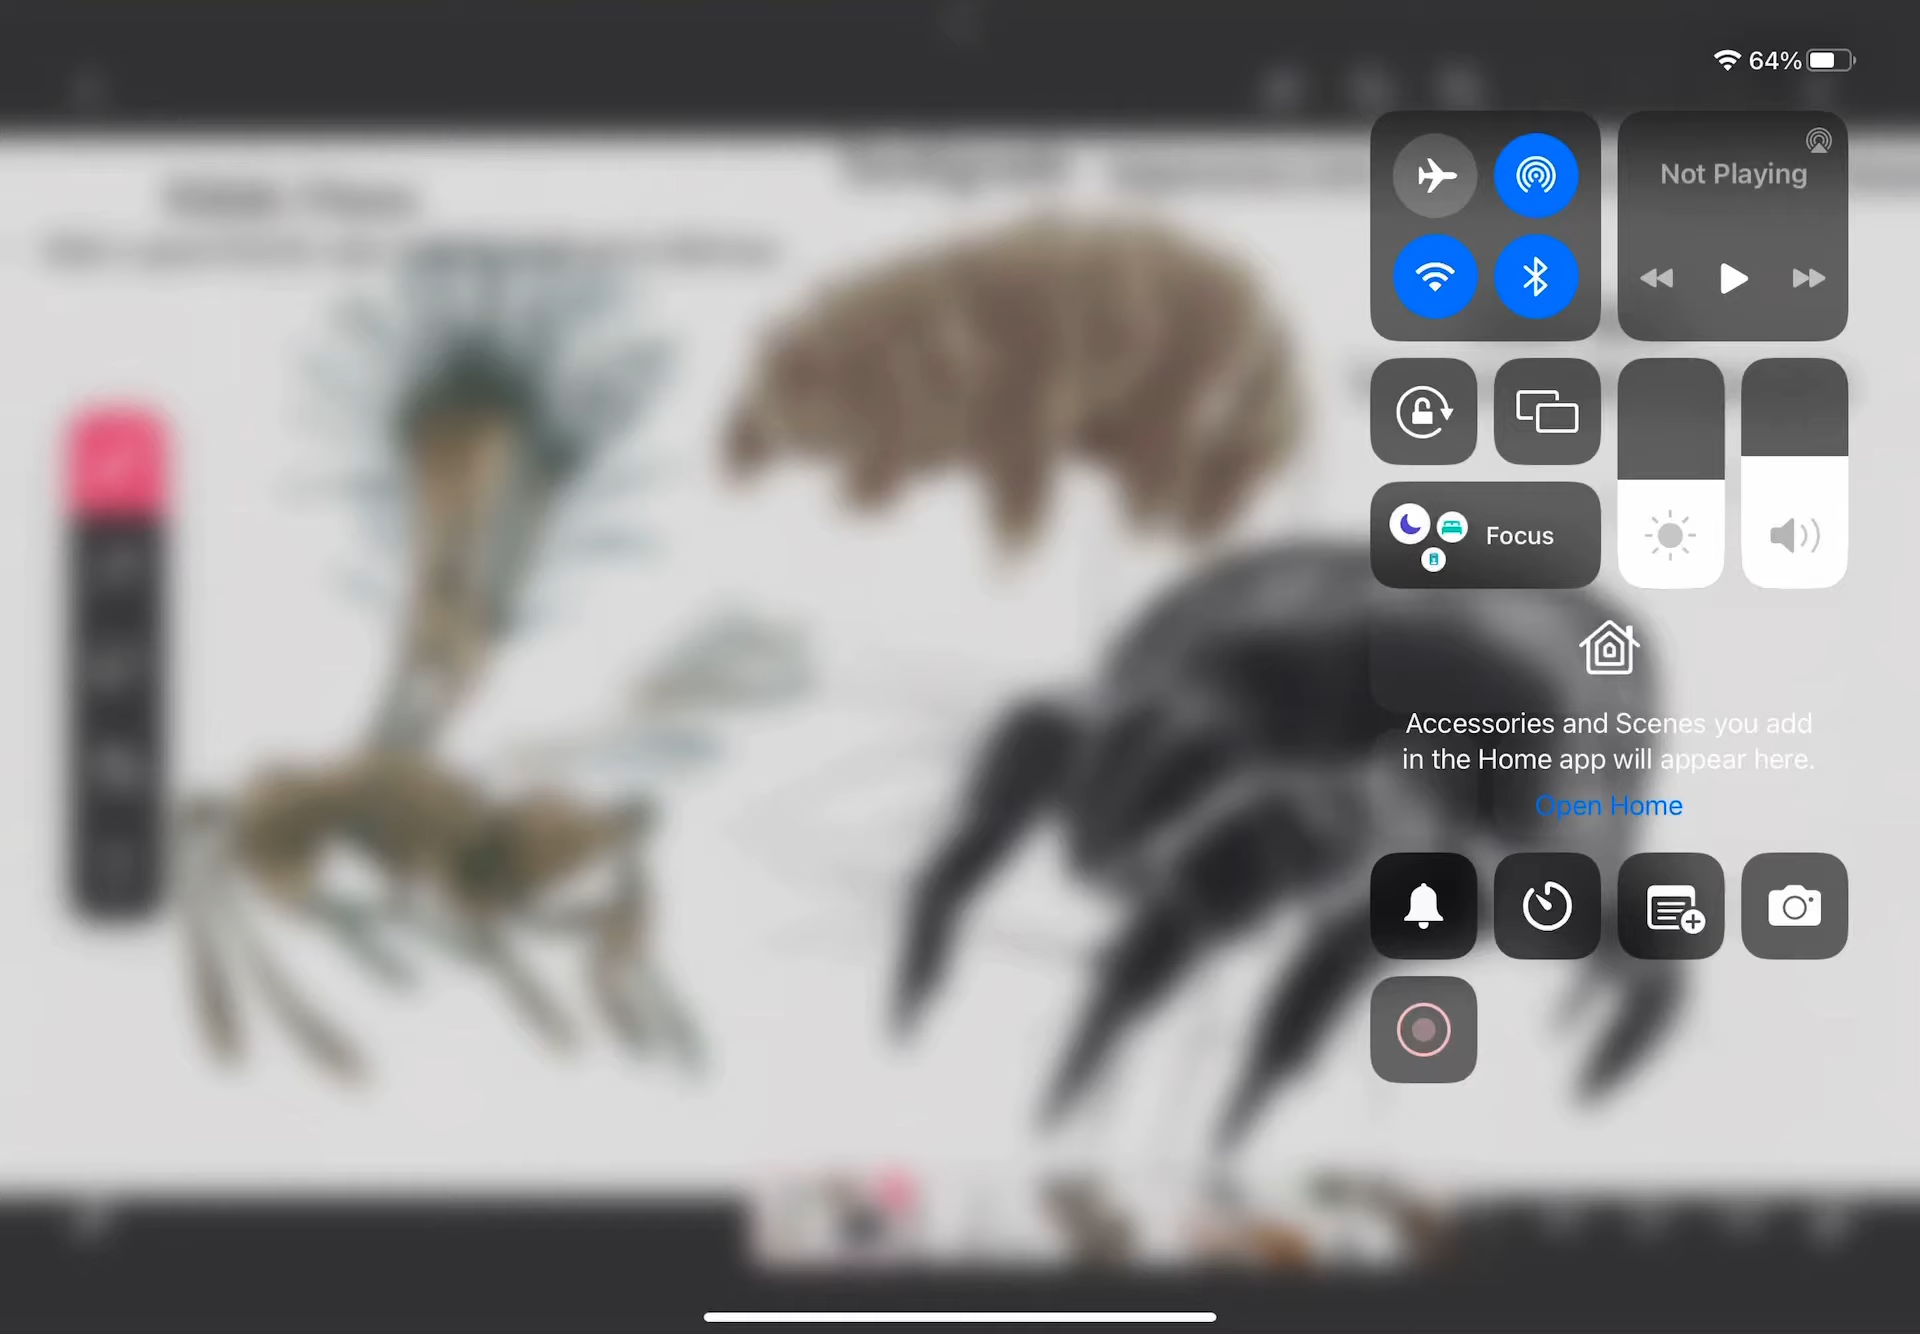 64%
Not Playing
Focus
Accessories and Scenes you add
in the Home app will appear here.
Open Home